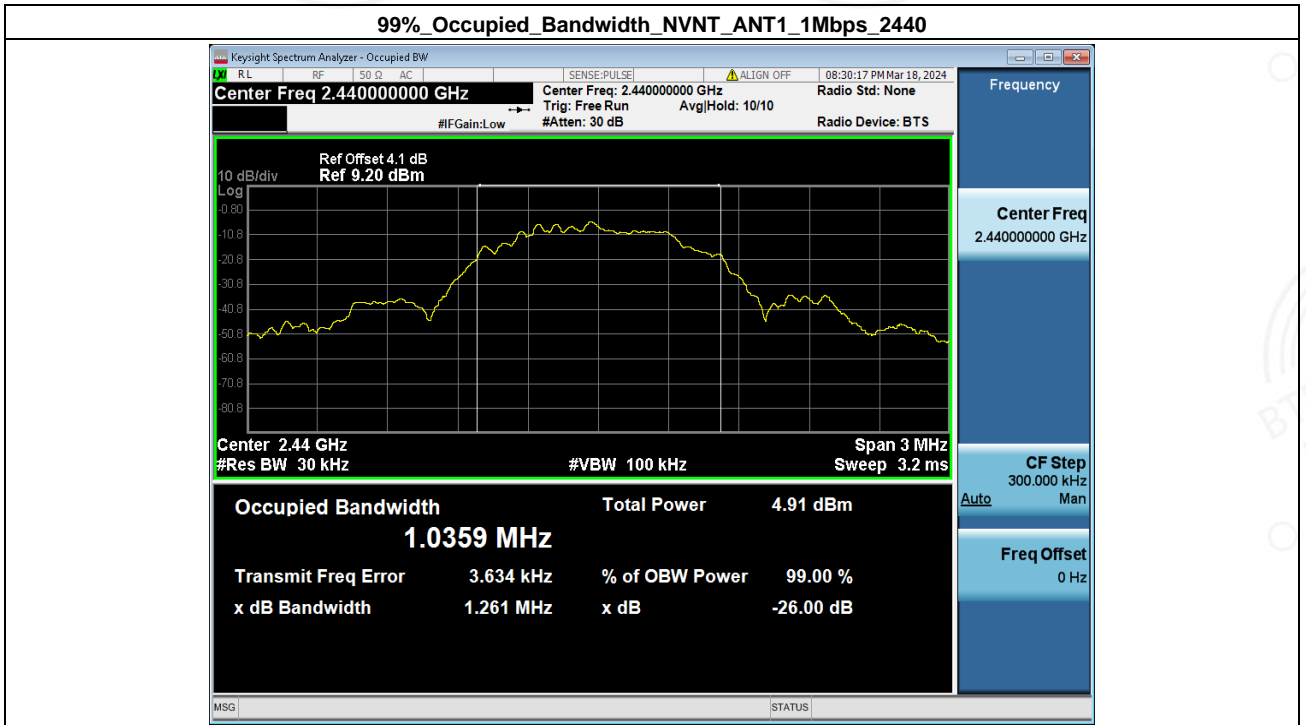 99%_Occupied_Bandwidth_NVNT_ANT1_1Mbps_2440
Keysight Spectrum Analyzer - Occupied BW
LXI RL RF 50 Ω AC SENSE:PULSE ALIGN OFF 08:30:17 PM Mar 18, 2024
Center Freq 2.440000000 GHz
Center Freq: 2.440000000 GHz Radio Std: None
Trig: Free Run Avg|Hold: 10/10
#IFGain:Low #Atten: 30 dB Radio Device: BTS
Ref Offset 4.1 dB
10 dB/div Ref 9.20 dBm
Log
-0.80
-10.8
-20.8
-30.8
-40.8
-50.8
-60.8
-70.8
-80.8
Center 2.44 GHz Span 3 MHz
#Res BW 30 kHz #VBW 100 kHz Sweep 3.2 ms
Occupied Bandwidth Total Power 4.91 dBm
1.0359 MHz
Transmit Freq Error 3.634 kHz % of OBW Power 99.00 %
x dB Bandwidth 1.261 MHz x dB -26.00 dB
MSG STATUS
Frequency
Center Freq
2.440000000 GHz
CF Step
300.000 kHz
Auto Man
Freq Offset
0 Hz